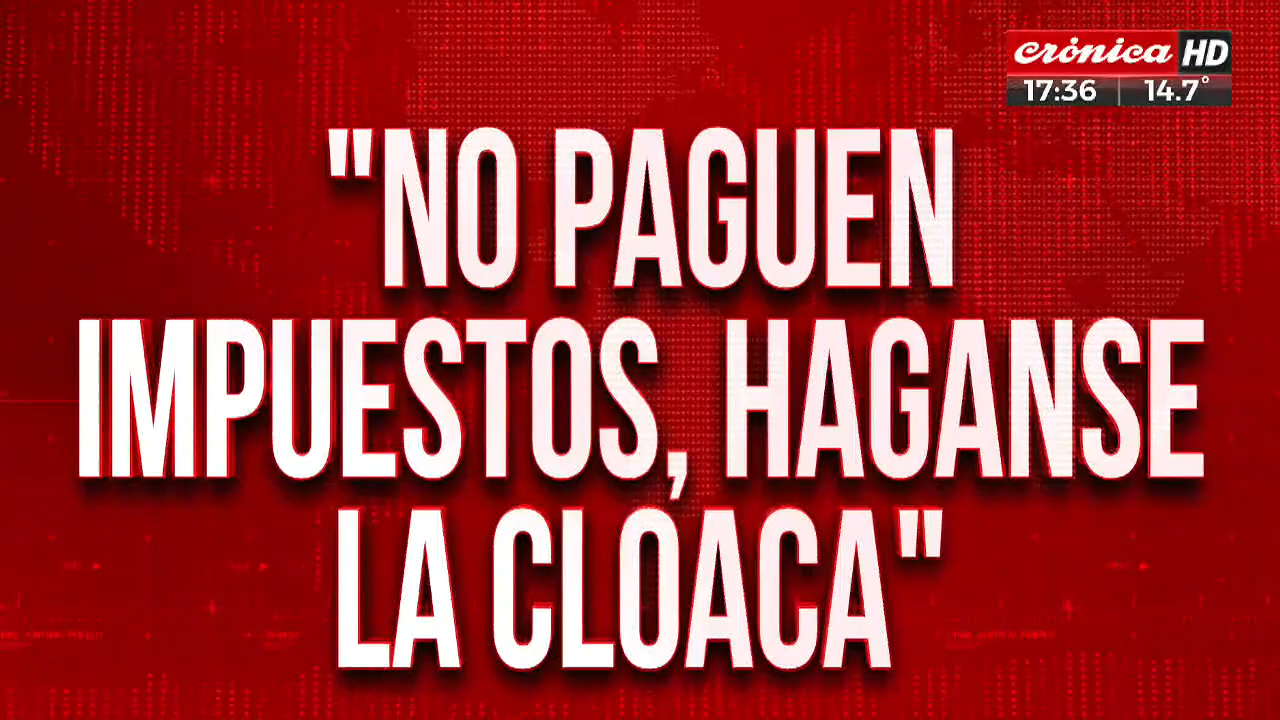 crónica HD
17:36 14.7°
"NO PAGUEN
IMPUESTOS, HAGANSE
LA CLOACA"